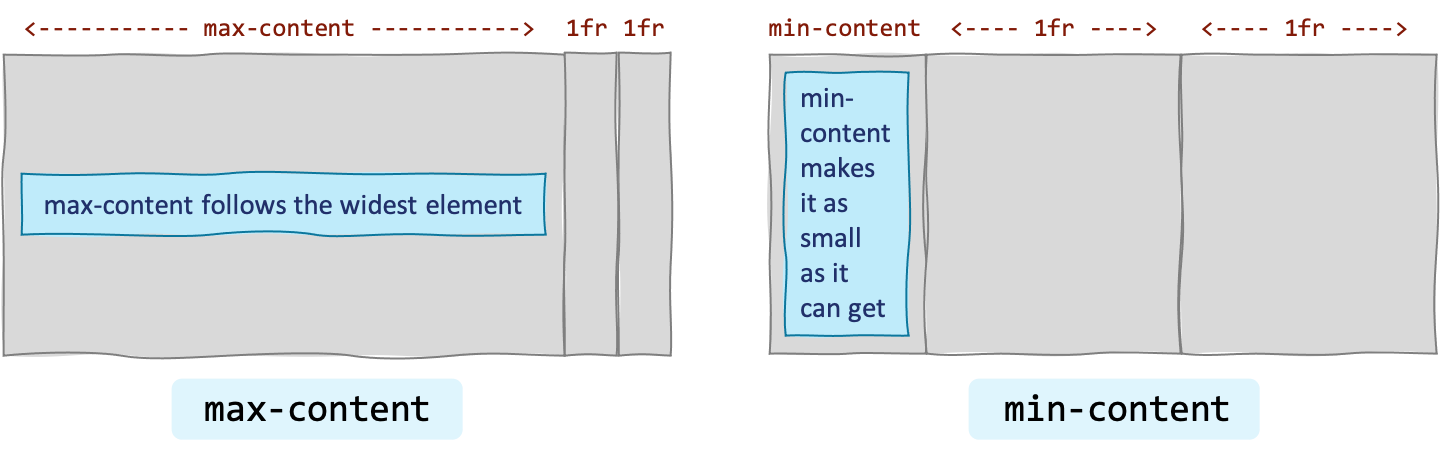 <----------- max-content -----------> 1fr 1fr
max-content follows the widest element
max-content
min-content <---- 1fr ----> <---- 1fr ---->
min-
content
makes
it as
small
as it
can get
min-content